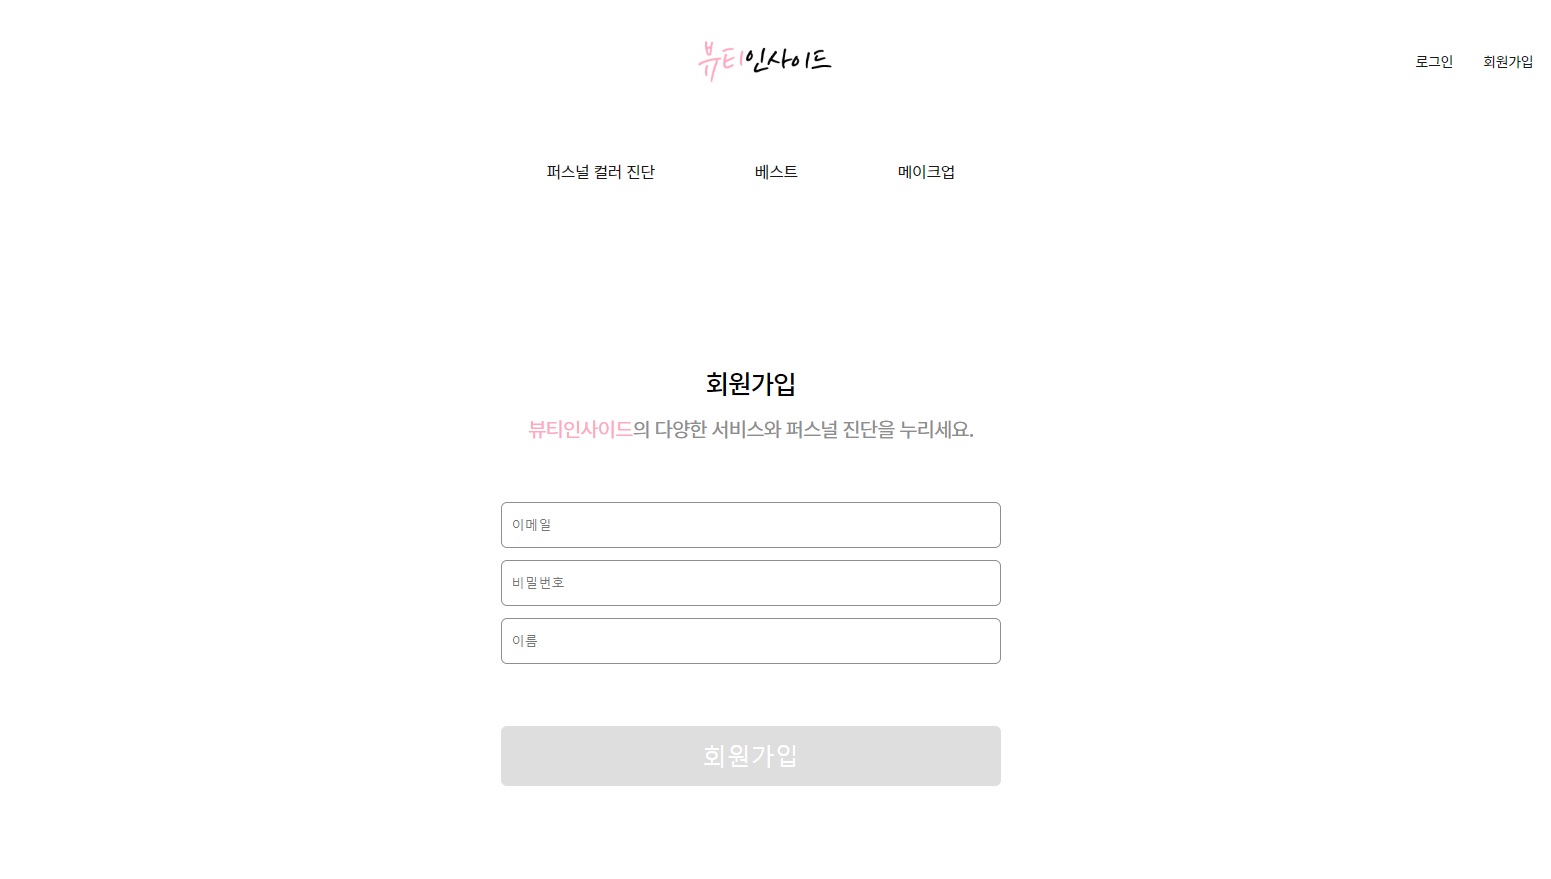 뷰티인사이드
로그인 회원가입
퍼스널 컬러 진단 베스트 메이크업
회원가입
뷰티인사이드의 다양한 서비스와 퍼스널 진단을 누리세요.
이메일
비밀번호
이름
회원가입